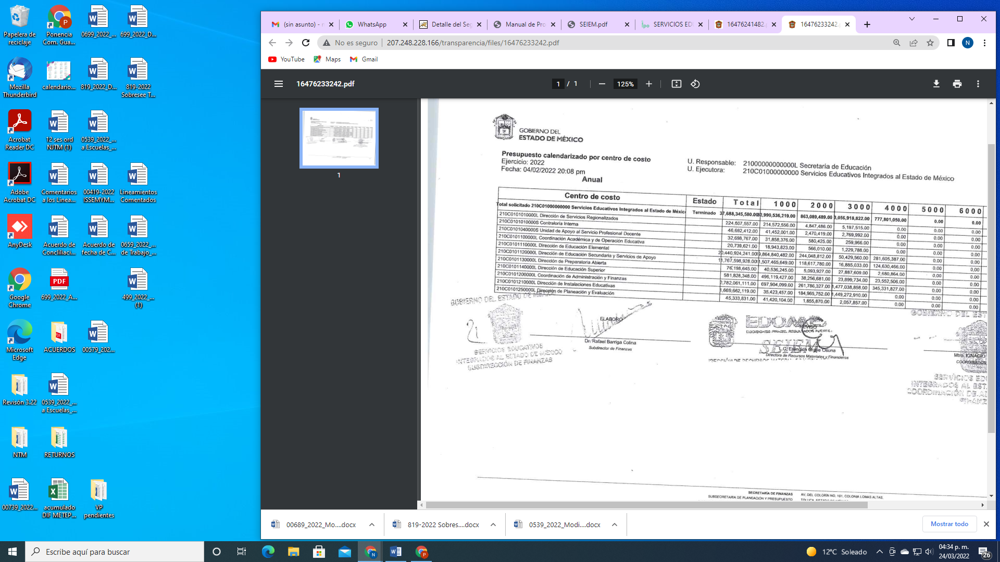 Papelera de reciclaje
Ponencia Com. Gua...
0699_2022_...
699_2022_D...
Mozilla Thunderbird
calendario...
819_2022_D...
819-2022 Sobresee T...
Acrobat Reader DC
12 ses ord NJTM (1)
0539_2022_... a Escuelas_...
Adobe Acrobat DC
Comentarios a los Linea...
00419-2022 ISSEMYM...
Lineamientos Comentados
AnyDesk
Acuerdo de Concliliaci...
Acuerdo de fecha de C...
0659_2022_... de Trabajo_...
Google Chrome
699_2022_A...
499_2022_... (1)
Microsoft Edge
ACUERDOS
00579_202...
Revisón 3.22
0539_2022_... a Escuelas_...
NTM
RETURNOS
00739_2022...
acumulado DIF METEP...
VP pendientes
(sin asunto) - n
WhatsApp
Detalle del Seg
Manual de Pro
SEIEM.pdf
SERVICIOS EDU
16476241482.p
16476233242.p
No es seguro
207.248.228.166/transparencia/files/16476233242.pdf
N
YouTube
Maps
Gmail
16476233242.pdf
1 / 1
125%
1
GOBIERNO DEL
ESTADO DE MÉXICO
Presupuesto calendarizado por centro de costo
Ejercicio: 2022
Fecha: 04/02/2022 20:08 pm
U. Responsable: 21000000000000L Secretaría de Educación
U. Ejecutora: 210C01000000000 Servicios Educativos Integrados al Estado de México
Anual
Centro de costo Estado Total 1000 2000 3000 4000 5000 6000
Total solicitado 210C01000000000 Servicios Educativos Integrados al Estado de Méxic Terminado 37,688,345,580.00 2,990,536,219.00 863,089,489.00 3,056,918,822.00 777,801,050.00 0.00 0.00
210C0101010000L Dirección de Servicios Regionalizados 224,607,557.00 214,572,556.00 4,847,486.00 5,187,515.00 0.00 0.00 0.00
210C0101010000S Contraloría Interna 46,692,412.00 41,452,001.00 2,470,419.00 2,769,992.00 0.00 0.00 0.00
210C0101040000S Unidad de Apoyo al Servicio Profesional Docente 32,698,767.00 31,858,376.00 580,425.00 259,966.00 0.00 0.00 0.00
210C0101100000L Coordinación Académica y de Operación Educativa 20,739,621.00 18,943,823.00 566,010.00 1,229,788.00 0.00 0.00 0.00
210C0101110000L Dirección de Educación Elemental 20,440,924,241.00 9,864,840,482.00 244,048,812.00 50,429,560.00 281,605,387.00 0.00 0.00
210C0101120000L Dirección de Educación Secundaria y Servicios de Apoyo 11,767,598,928.00 1,507,465,649.00 118,617,780.00 16,885,033.00 124,630,466.00 0.00 0.00
210C0101130000L Dirección de Preparatoria Abierta 76,198,645.00 40,536,245.00 5,093,927.00 27,887,609.00 2,680,864.00 0.00 0.00
210C0101140000L Dirección de Educación Superior 581,828,348.00 496,119,427.00 38,256,681.00 23,899,734.00 23,552,506.00 0.00 0.00
210C0101200000L Coordinación de Administración y Finanzas 2,782,061,111.00 697,904,099.00 261,786,327.00 1,477,038,858.00 345,331,827.00 0.00 0.00
210C0101210000L Dirección de Instalaciones Educativas 1,669,662,119.00 35,423,457.00 184,965,752.00 1,449,272,910.00 0.00 0.00 0.00
210C0101250000L Dirección de Planeación y Evaluación 45,333,831.00 41,420,104.00 1,855,870.00 2,057,857.00 0.00 0.00 0.00
GOBIERNO DEL ESTADO DE MÉXICO
21
SERVICIOS EDUCATIVOS
INTEGRADOS AL ESTADO DE MÉXICO
SUBDIRECCIÓN DE FINANZAS
ELABORÓ
Dr. Rafael Barriga Colina
Subdirector de Finanzas
EDOMEX
DECISIONES FIRMES, RESULTADOS FUERTES
REVISÓ
SEIEM
Directora de Recursos Materiales y Financieros
GOBIERNO DEL EST
Mtro. IGNACIO
COORDINADOR
SERVICIOS EDU
INTEGRADOS AL EST
COORDINACIÓN DE A
FINANZ
SECRETARÍA DE FINANZAS
SUBSECRETARIA DE PLANEACIÓN Y PRESUPUESTO
AV. DEL COLORÍN NO. 101, COLONIA LOMAS ALTAS,
00689_2022_Mo....docx
819-2022 Sobres....docx
0539_2022_Modi....docx
Mostrar todo
Escribe aquí para buscar
12°C Soleado
04:34 p. m.
24/03/2022
26